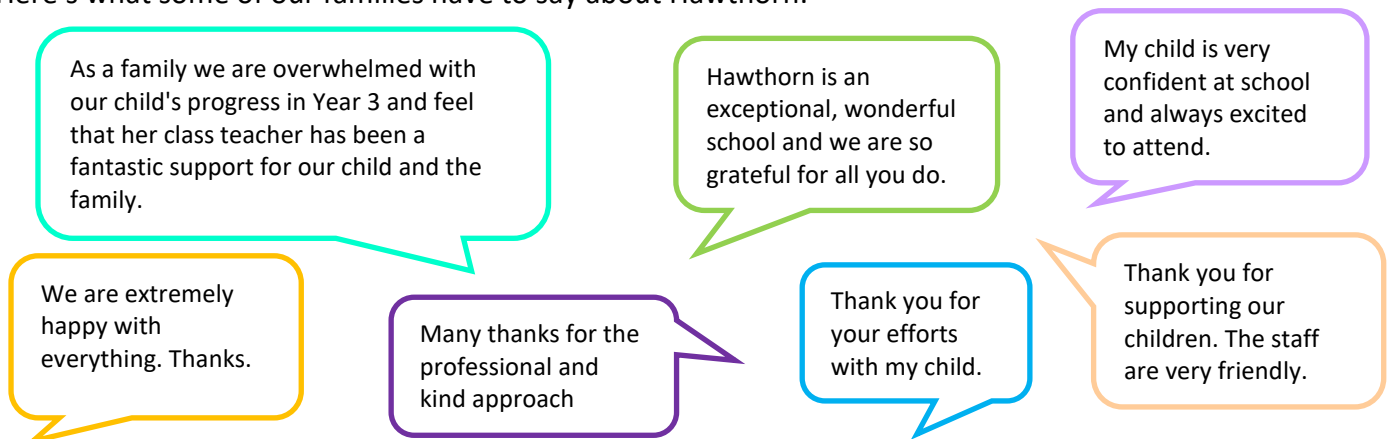 Here's what some of our families have to say about Hawthorn:
As a family we are overwhelmed with
our child's progress in Year 3 and feel
that her class teacher has been a
fantastic support for our child and the
family.
Hawthorn is an
exceptional, wonderful
school and we are so
grateful for all you do.
My child is very
confident at school
and always excited
to attend.
We are extremely
happy with
everything. Thanks.
Many thanks for the
professional and
kind approach
Thank you for
your efforts
with my child.
Thank you for
supporting our
children. The staff
are very friendly.